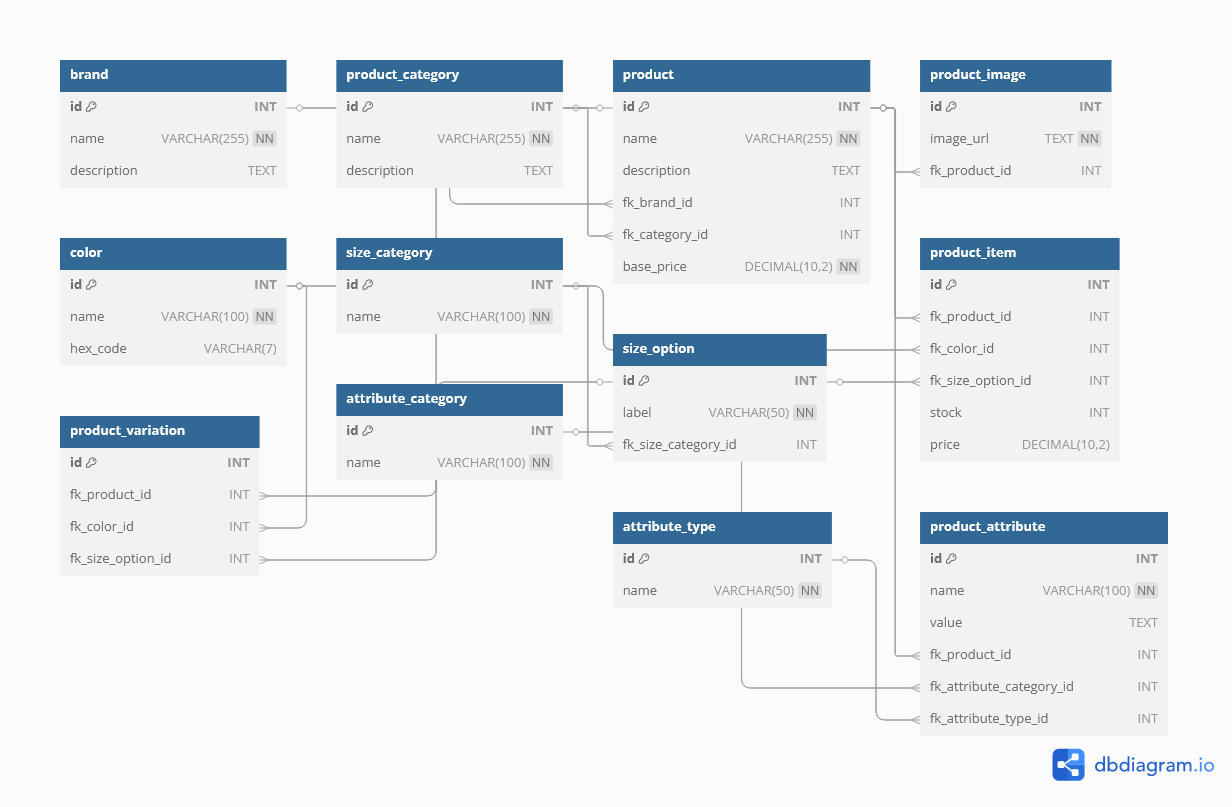 brand
id INT
name VARCHAR(255) NN
description TEXT
product_category
id INT
name VARCHAR(255) NN
description TEXT
product
id INT
name VARCHAR(255) NN
description TEXT
fk_brand_id INT
fk_category_id INT
base_price DECIMAL(10,2) NN
product_image
id INT
image_url TEXT NN
fk_product_id INT
color
id INT
name VARCHAR(100) NN
hex_code VARCHAR(7)
size_category
id INT
name VARCHAR(100) NN
product_item
id INT
fk_product_id INT
fk_color_id INT
fk_size_option_id INT
stock INT
price DECIMAL(10,2)
size_option
id INT
label VARCHAR(50) NN
fk_size_category_id INT
attribute_category
id INT
name VARCHAR(100) NN
product_variation
id INT
fk_product_id INT
fk_color_id INT
fk_size_option_id INT
attribute_type
id INT
name VARCHAR(50) NN
product_attribute
id INT
name VARCHAR(100) NN
value TEXT
fk_product_id INT
fk_attribute_category_id INT
fk_attribute_type_id INT
dbdiagram.io